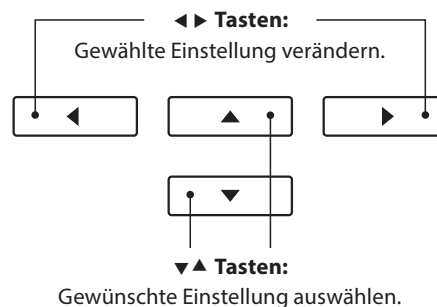 ◀ ▶ Tasten:
Gewählte Einstellung verändern.
▼▲ Tasten:
Gewünschte Einstellung auswählen.